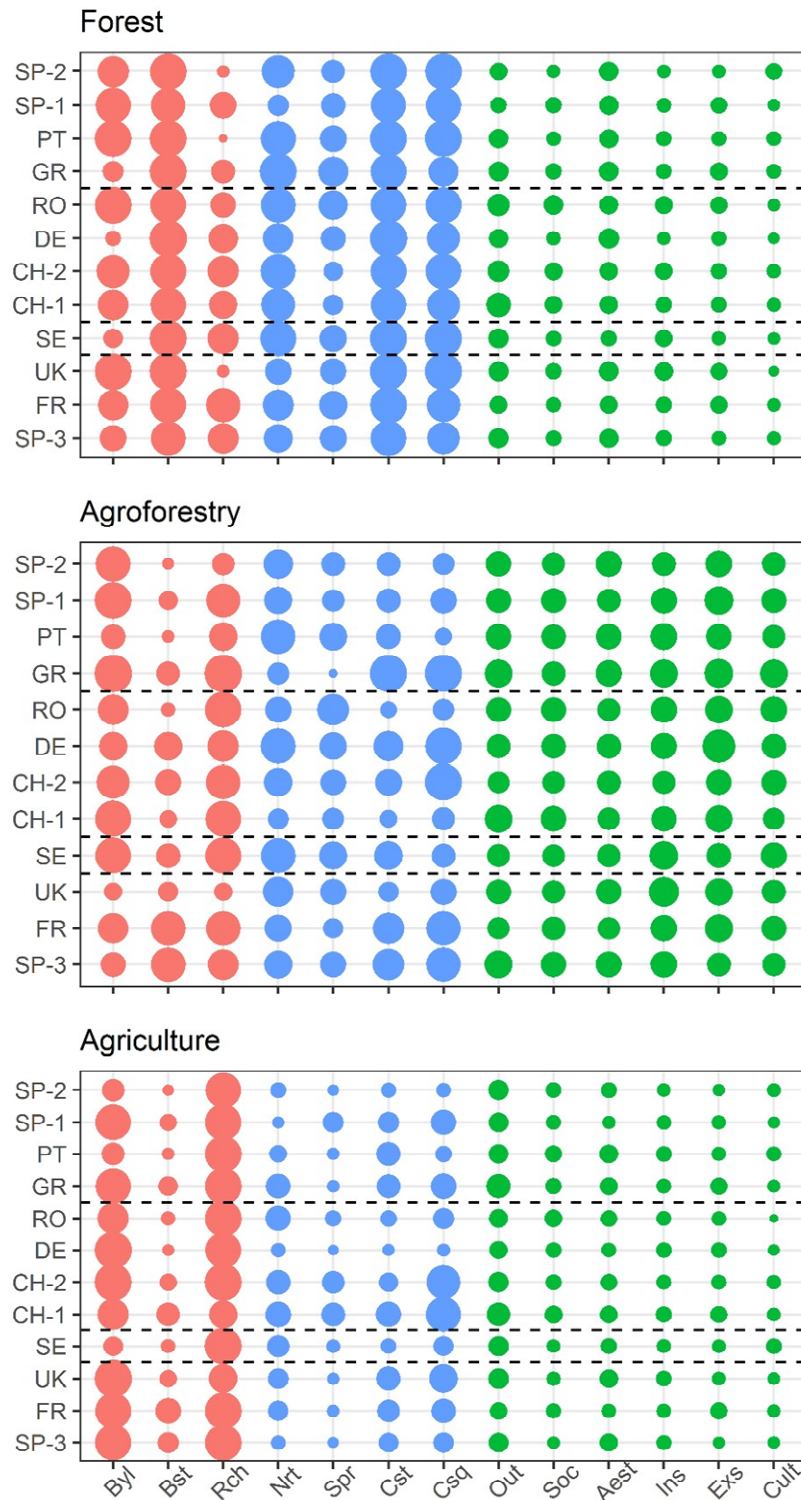 Forest
SP-2
SP-1
PT
GR
RO
DE
CH-2
CH-1
SE
UK
FR
SP-3
Agroforestry
SP-2
SP-1
PT
GR
RO
DE
CH-2
CH-1
SE
UK
FR
SP-3
Agriculture
SP-2
SP-1
PT
GR
RO
DE
CH-2
CH-1
SE
UK
FR
SP-3
Byl Bst Rch Nrt Spr Cst Csq Out Soc Aest Ins Exs Cult